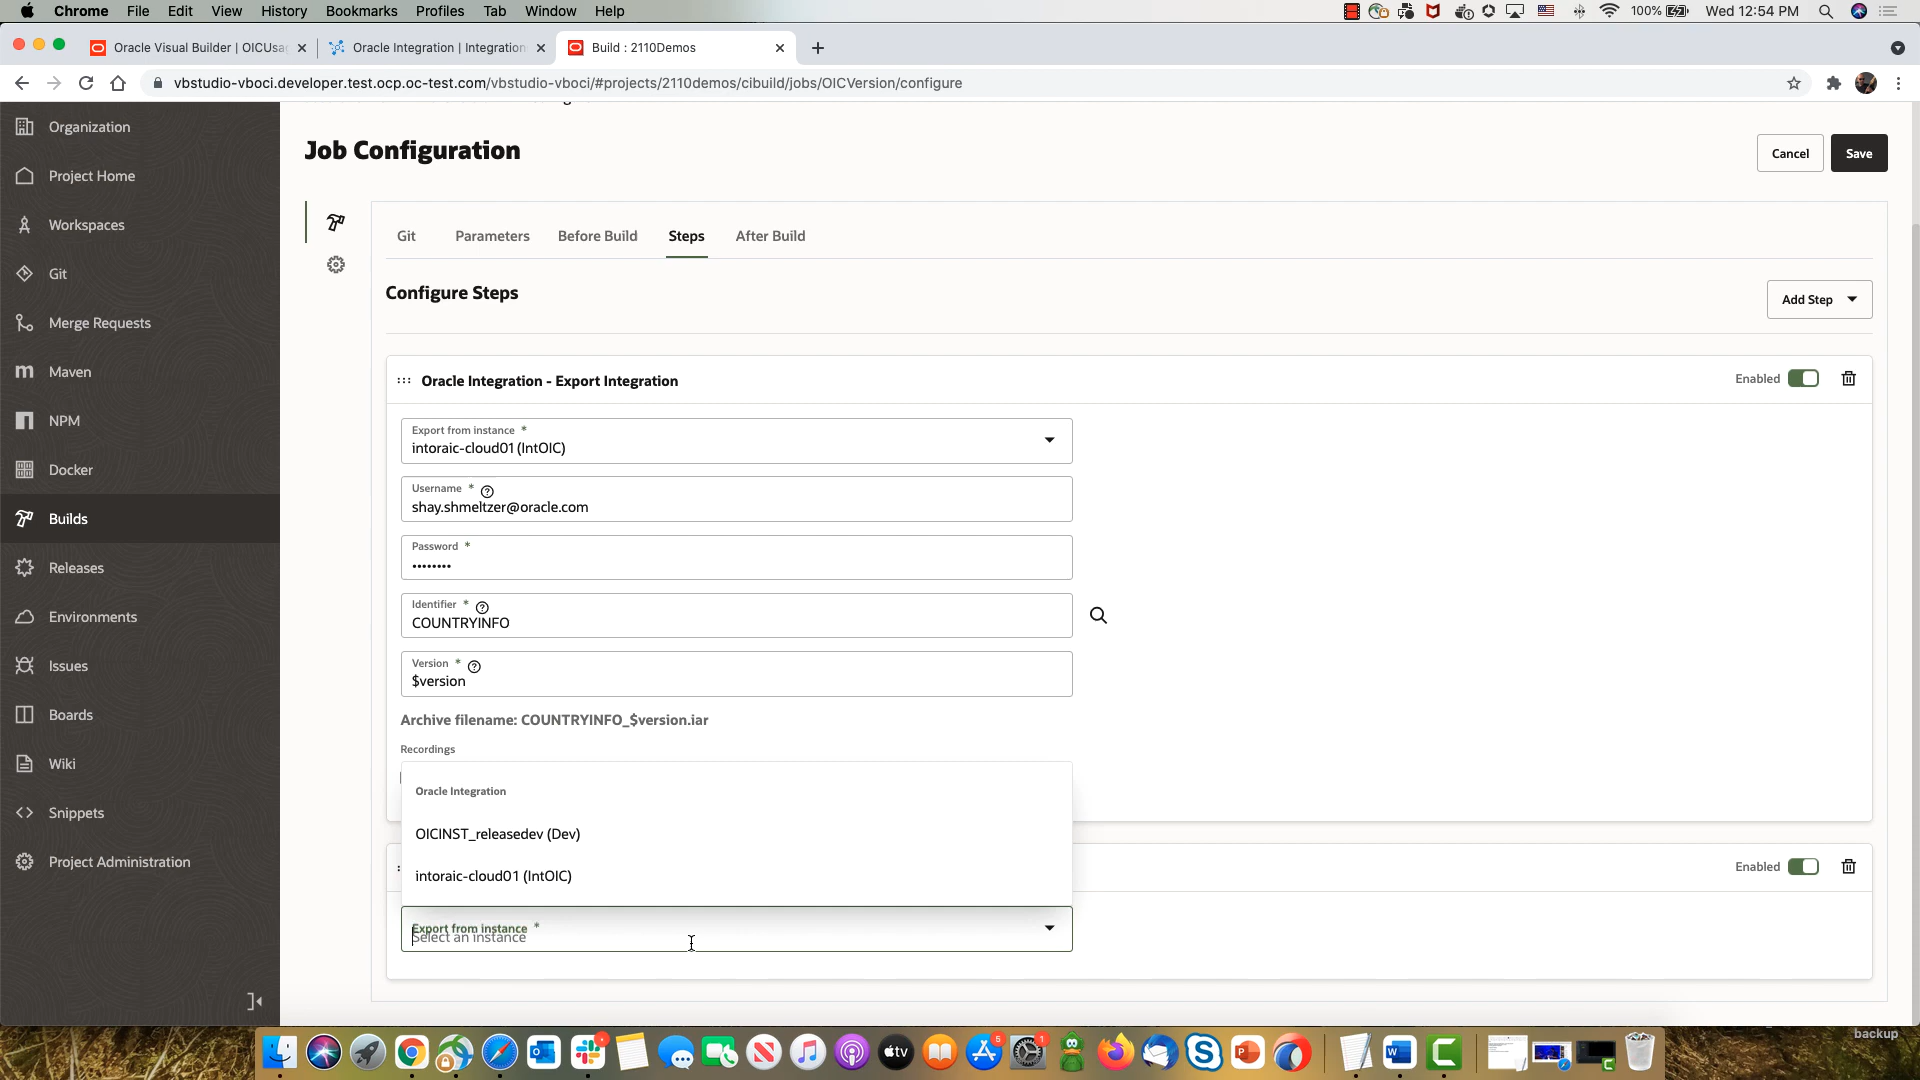 Chrome File Edit View History Bookmarks Profiles Tab Window Help 100% Wed 12:54 PM
Oracle Visual Builder | OICUsa Oracle Integration | Integration Build : 2110Demos
vbstudio-vboci.developer.test.ocp.oc-test.com/vbstudio-vboci/#projects/2110demos/cibuild/jobs/OICVersion/configure
Organization
Project Home
Workspaces
Git
Merge Requests
Maven
NPM
Docker
Builds
Releases
Environments
Issues
Boards
Wiki
Snippets
Project Administration
Job Configuration
Cancel Save
Git Parameters Before Build Steps After Build
Configure Steps
Add Step
Oracle Integration - Export Integration
Enabled
Export from instance *
intoraic-cloud01 (IntOIC)
Username *
shay.shmeltzer@oracle.com
Password *
••••••••
Identifier *
COUNTRYINFO
Version *
$version
Archive filename: COUNTRYINFO_$version.iar
Recordings
Oracle Integration
OICINST_releasedev (Dev)
intoraic-cloud01 (IntOIC)
Enabled
Export from instance *
Select an instance
backup
tv
5
1